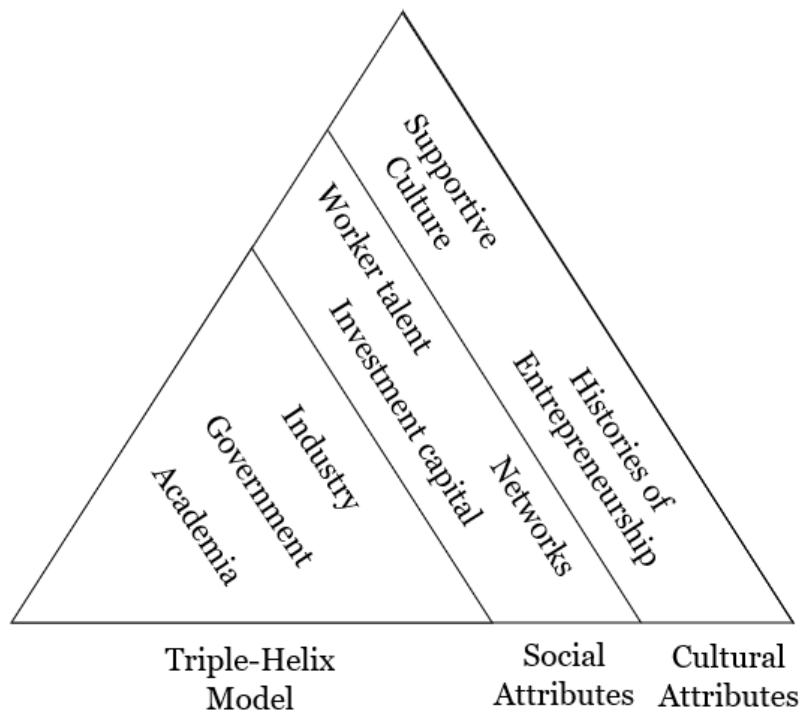 Supportive
Culture
Worker talent
Investment capital
Networks
Histories of
Entrepreneurship
Industry
Government
Academia
Triple-Helix
Model
Social
Attributes
Cultural
Attributes